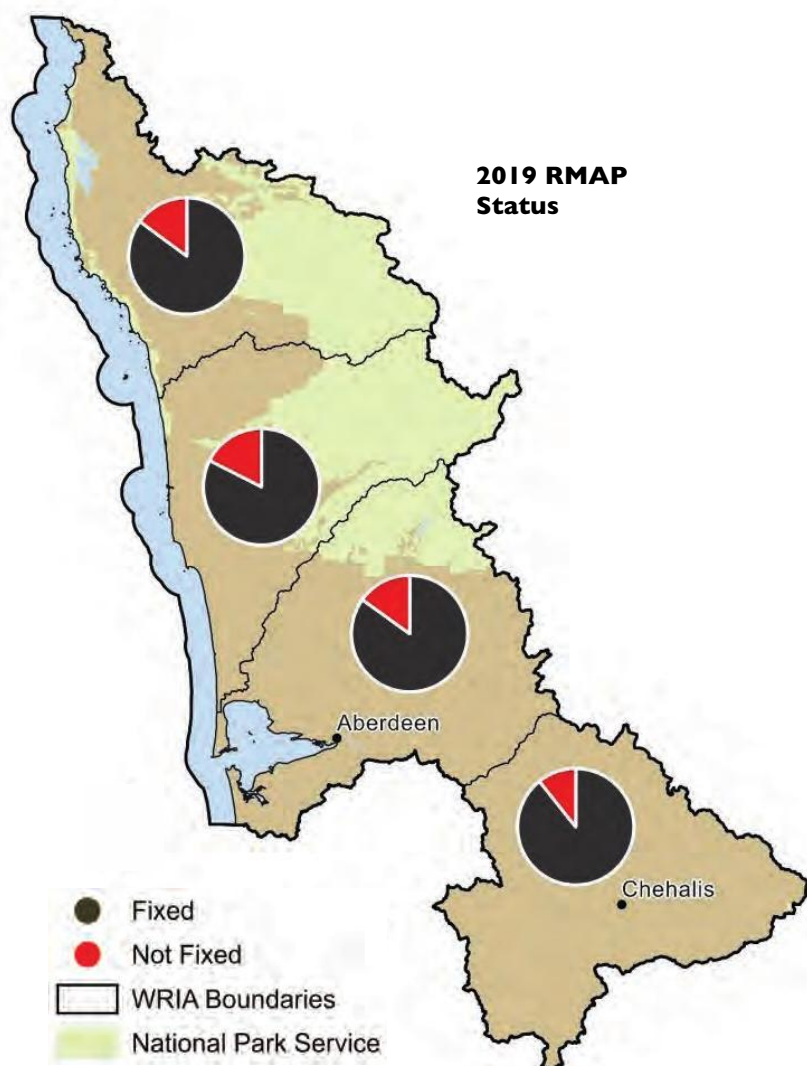 2019 RMAP
Status
Aberdeen
Chehalis
Fixed
Not Fixed
WRIA Boundaries
National Park Service